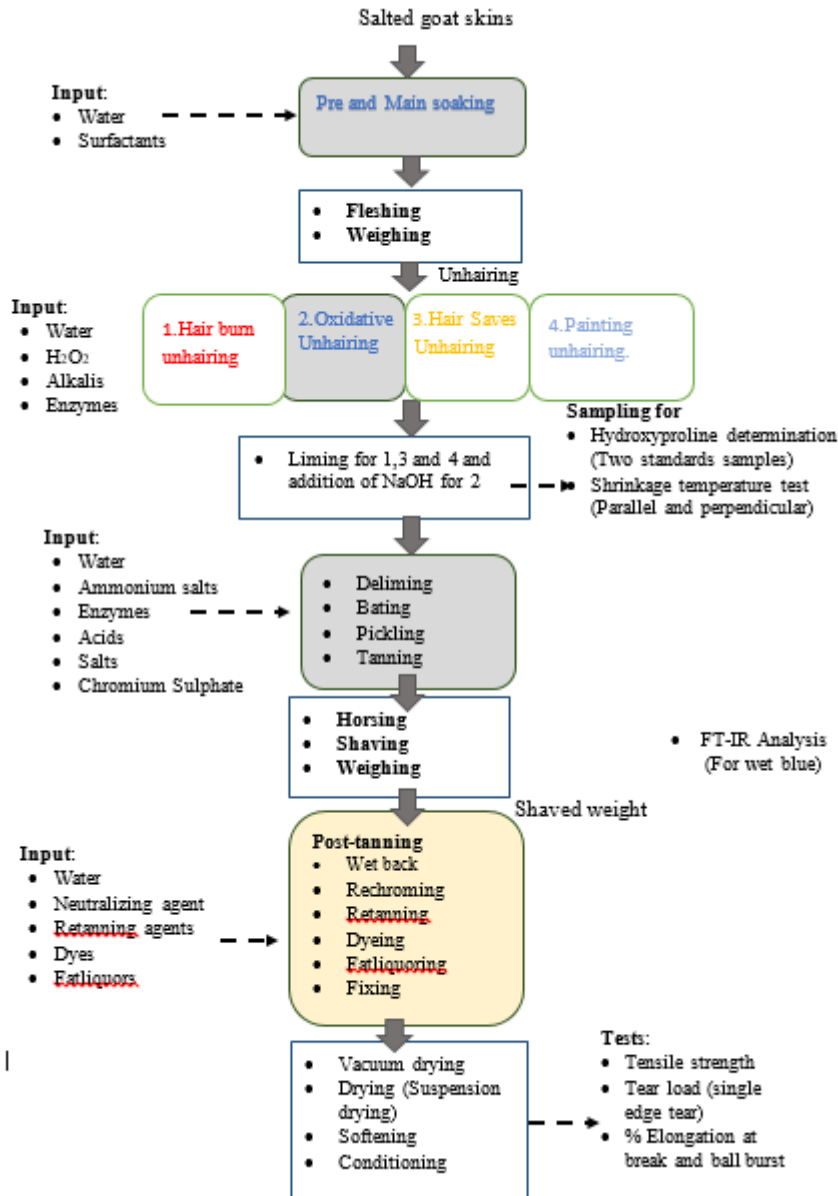 Salted goat skins
Input:
• Water
• Surfactants
Pre and Main soaking
• Fleshing
• Weighing
Unhairing
Input:
• Water
• H2O2
• Alkalis
• Enzymes
1.Hair burn
unhairing
2.Oxidative
Unhairing
3.Hair Saves
Unhairing
4.Painting
unhairing.
• Liming for 1,3 and 4 and
addition of NaOH for 2
Sampling for
• Hydroxyproline determination
(Two standards samples)
• Shrinkage temperature test
(Parallel and perpendicular)
Input:
• Water
• Ammonium salts
• Enzymes
• Acids
• Salts
• Chromium Sulphate
• Deliming
• Bating
• Pickling
• Tanning
• Horsing
• Shaving
• Weighing
• FT-IR Analysis
(For wet blue)
Shaved weight
Input:
• Water
• Neutralizing agent
• Retanning agents
• Dyes
• Fatliquors
Post-tanning
• Wet back
• Rechroming
• Retanning
• Dyeing
• Fatliquoring
• Fixing
• Vacuum drying
• Drying (Suspension
drying)
• Softening
• Conditioning
Tests:
• Tensile strength
• Tear load (single
edge tear)
• % Elongation at
break and ball burst